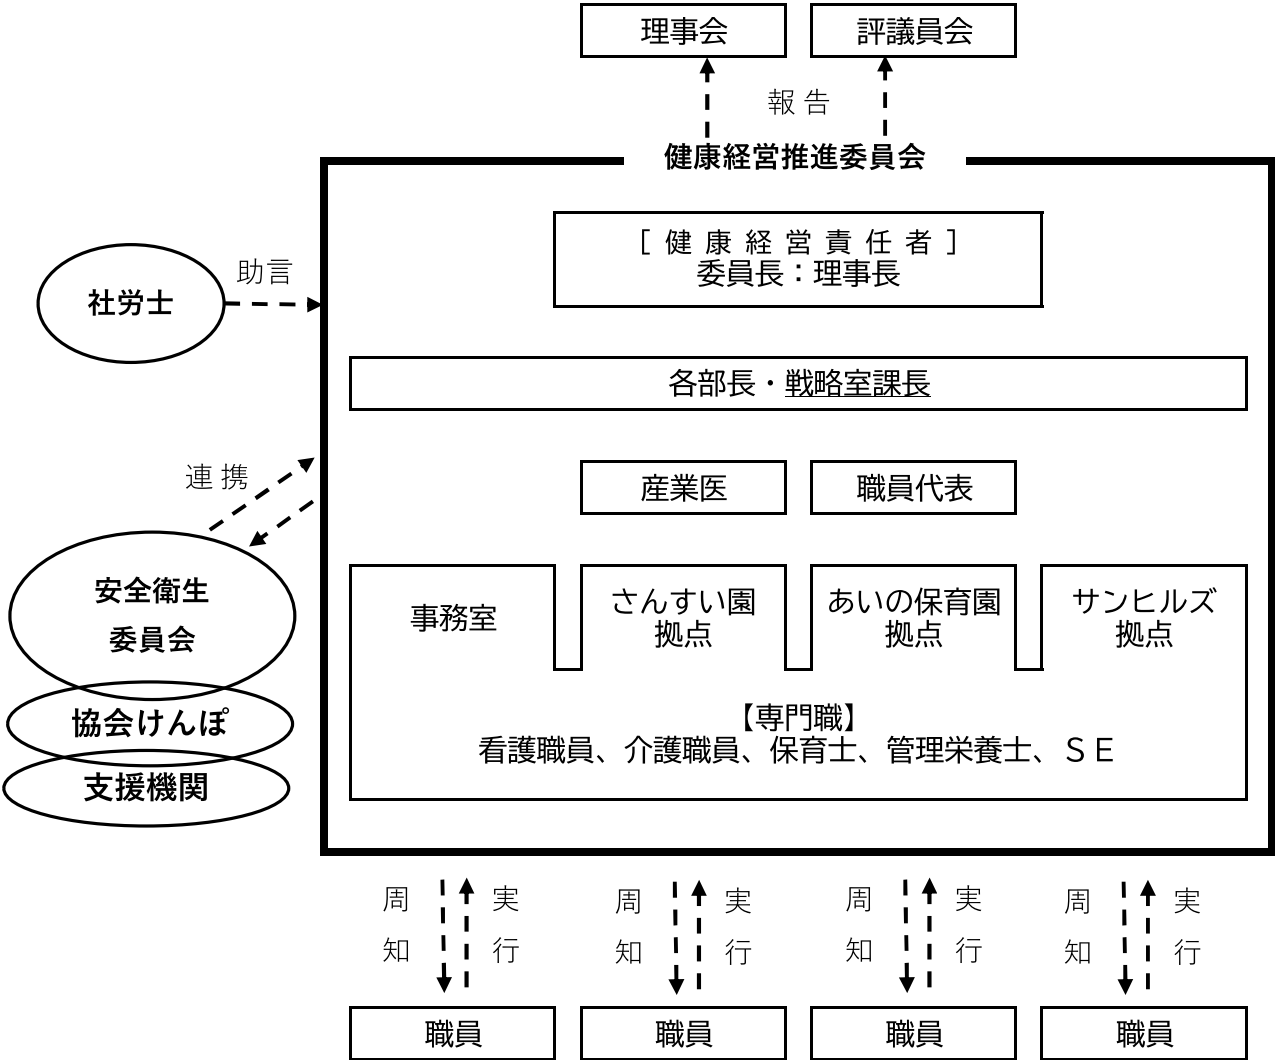 理事会
評議員会
報告
健康経営推進委員会
［健康経営責任者］
委員長：理事長
社労士
助言
各部長・戦略室課長
連携
産業医
職員代表
安全衛生
委員会
協会けんぽ
支援機関
事務室
さんすい園
拠点
あいの保育園
拠点
サンヒルズ
拠点
【専門職】
看護職員、介護職員、保育士、管理栄養士、ＳＥ
周知
実行
周知
実行
周知
実行
周知
実行
職員
職員
職員
職員